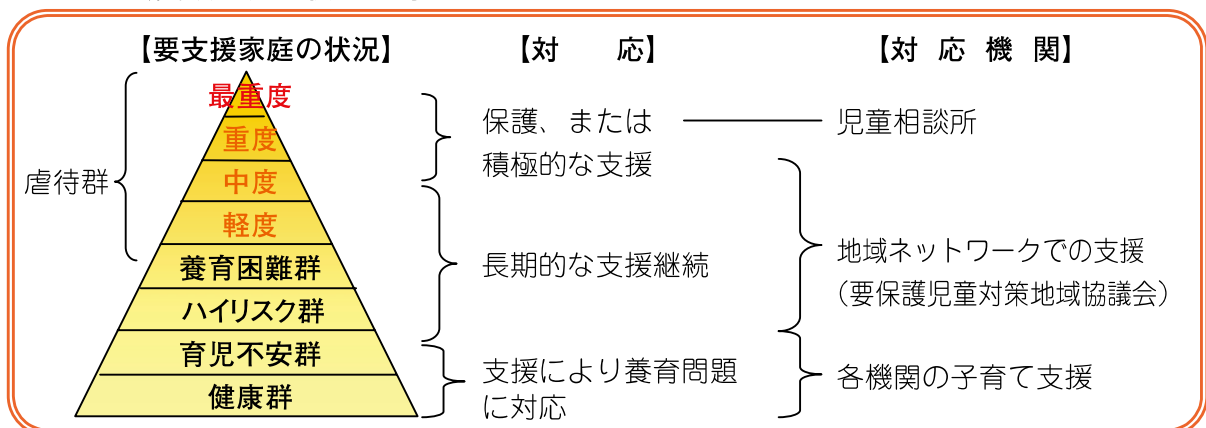 【要支援家庭の状況】
【対　　応】
【対 応 機 関】
最重度
重度
中度
軽度
養育困難群
ハイリスク群
育児不安群
健康群
虐待群
保護、または
積極的な支援
長期的な支援継続
支援により養育問題
に対応
児童相談所
地域ネットワークでの支援
（要保護児童対策地域協議会）
各機関の子育て支援